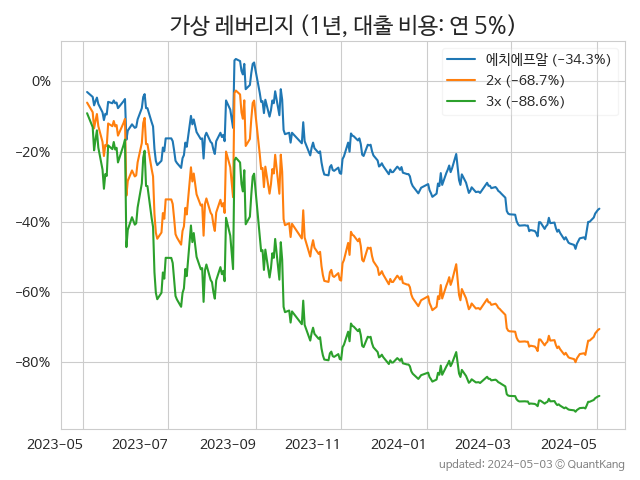 가상 레버리지 (1년, 대출 비용: 연 5%)
에치에프알 (−34.3%)
2x (−68.7%)
3x (−88.6%)
0%
−20%
−40%
−60%
−80%
2023-05 2023-07 2023-09 2023-11 2024-01 2024-03 2024-05
updated: 2024-05-03 ⓒ QuantKang